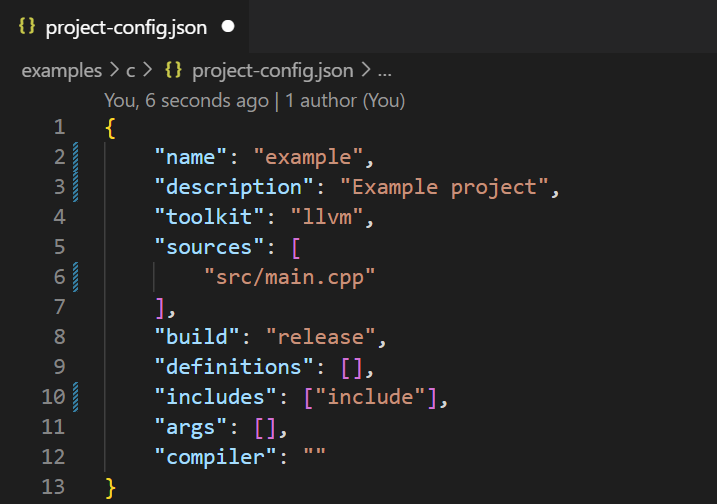 {} project-config.json
examples > c > {} project-config.json > ...
You, 6 seconds ago | 1 author (You)
1 {
2 "name": "example",
3 "description": "Example project",
4 "toolkit": "llvm",
5 "sources": [
6 "src/main.cpp"
7 ],
8 "build": "release",
9 "definitions": [],
10 "includes": ["include"],
11 "args": [],
12 "compiler": ""
13 }